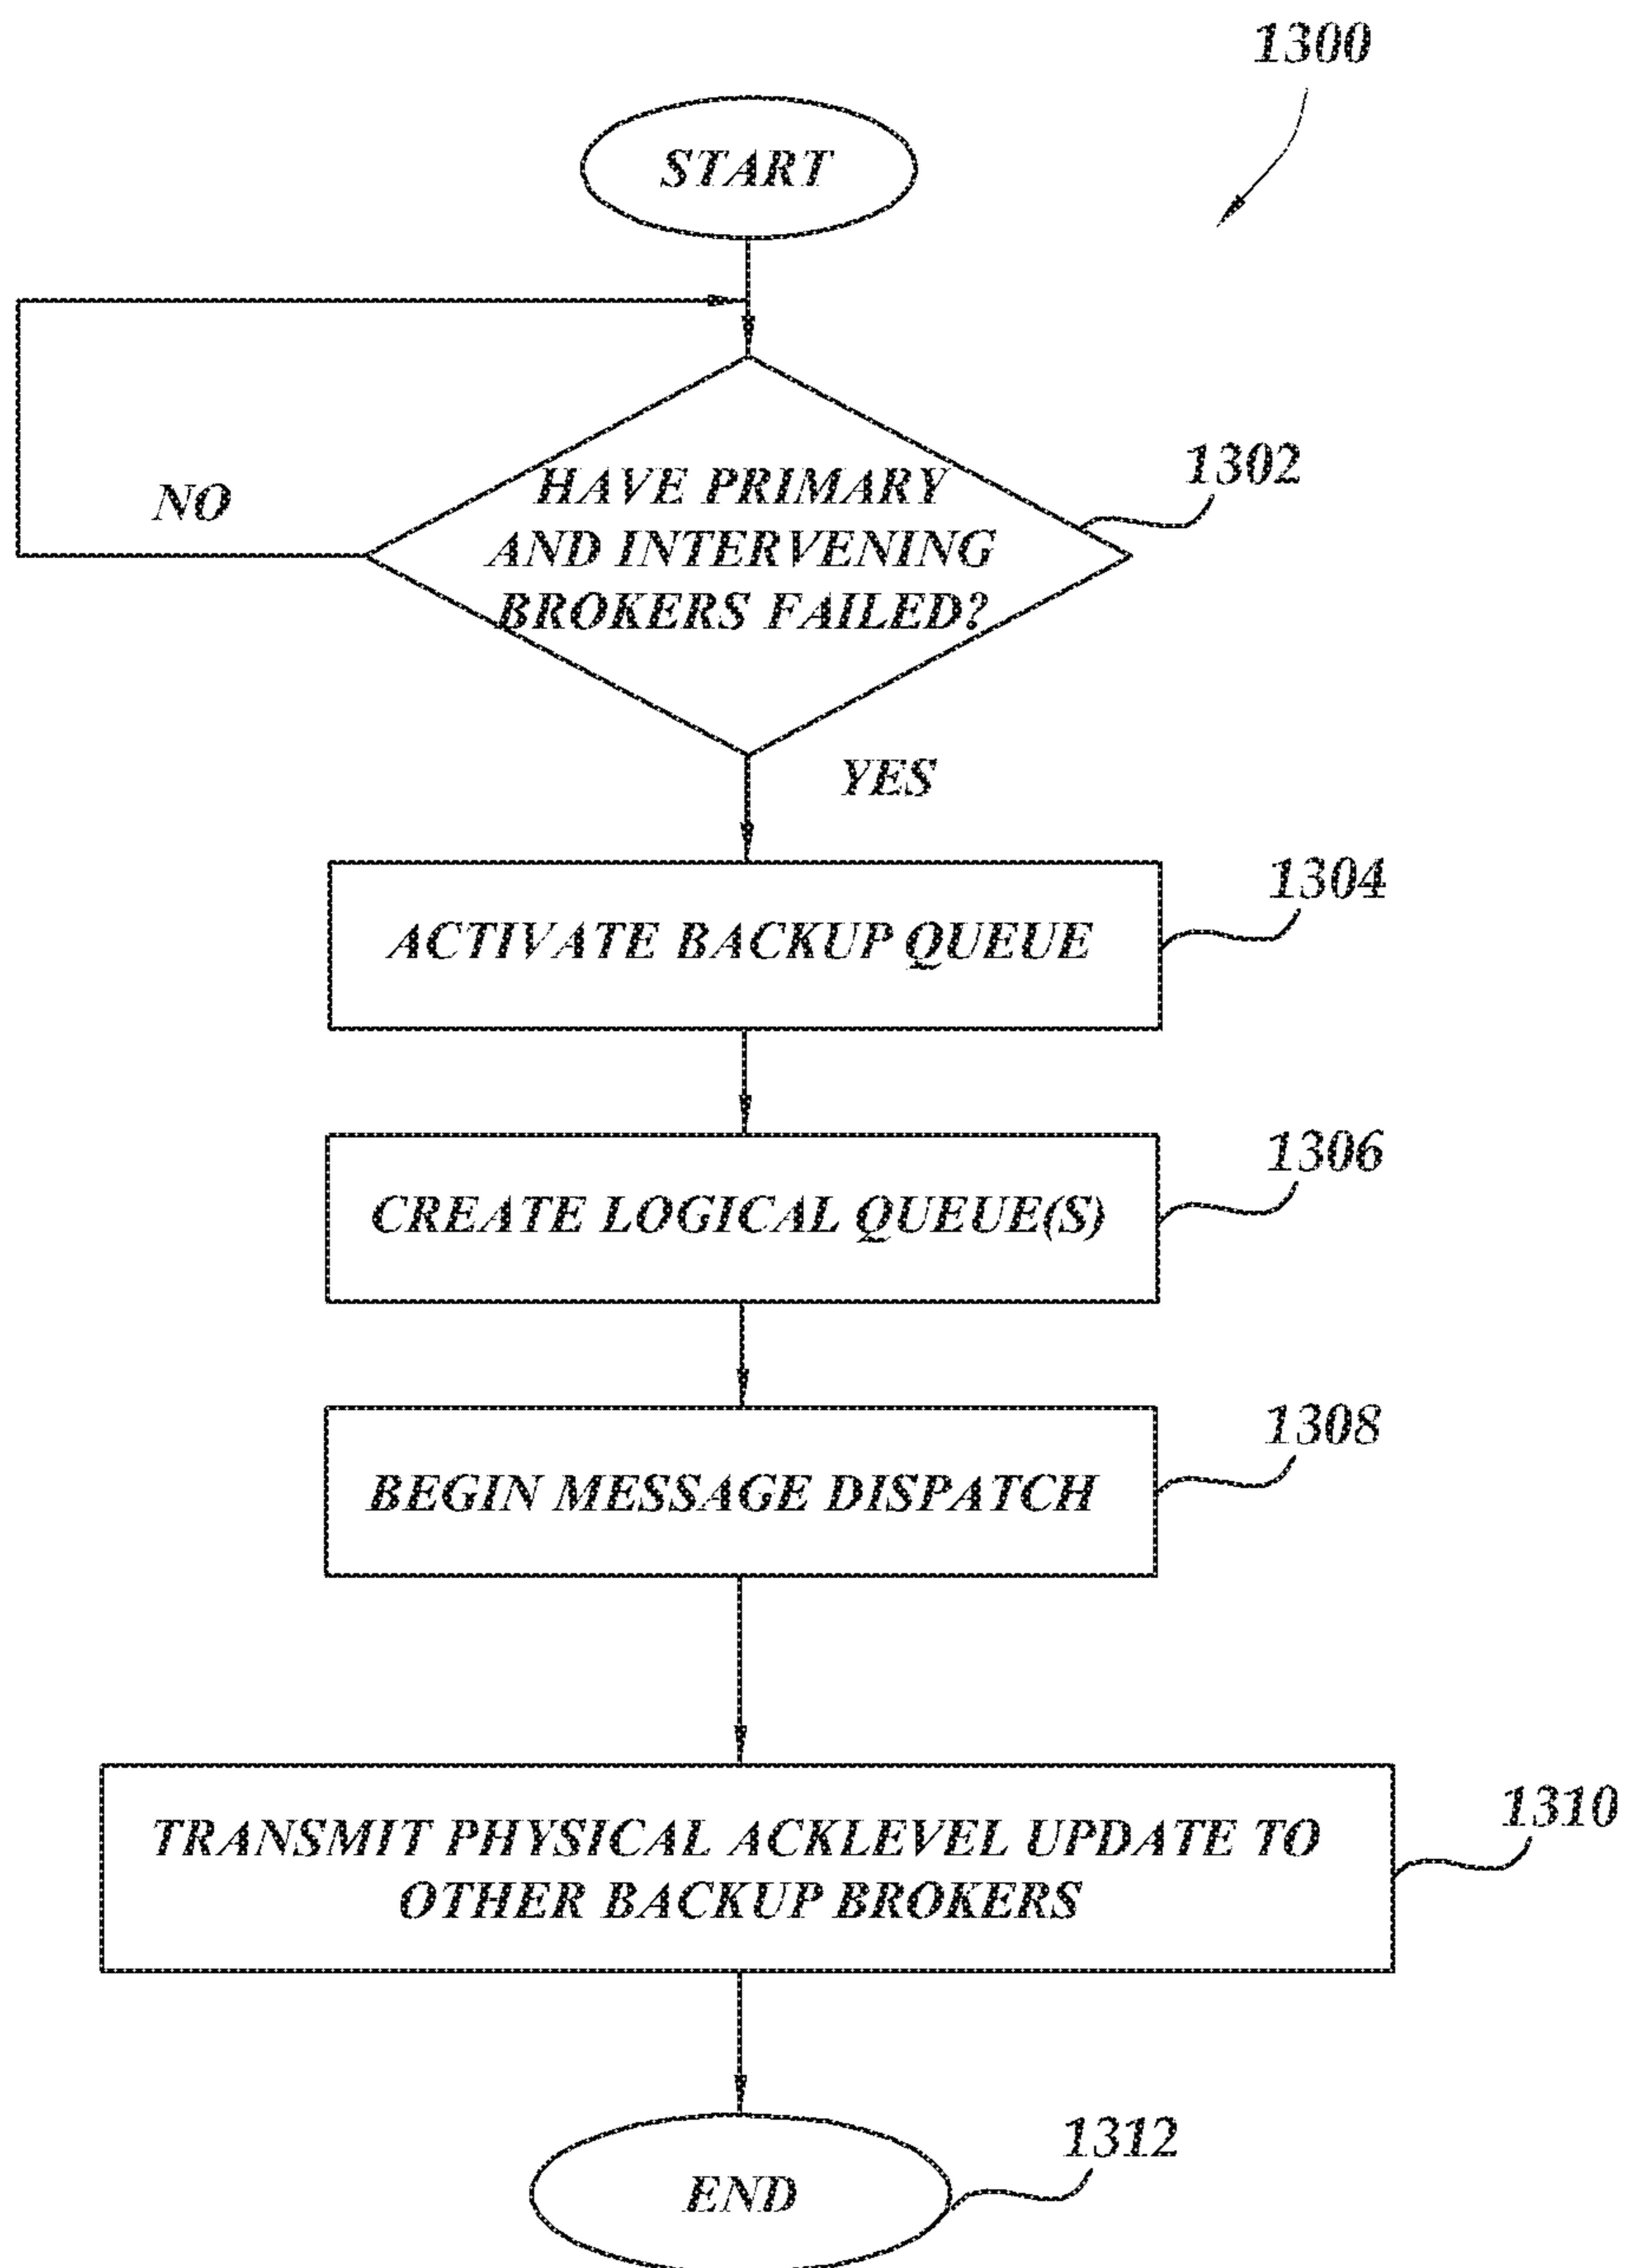 1300
START
HAVE PRIMARY
AND INTERVENING
BROKERS FAILED?
1302
NO
YES
ACTIVATE BACKUP QUEUE
1304
CREATE LOGICAL QUEUE(S)
1306
BEGIN MESSAGE DISPATCH
1308
TRANSMIT PHYSICAL ACKLEVEL UPDATE TO
OTHER BACKUP BROKERS
1310
END
1312